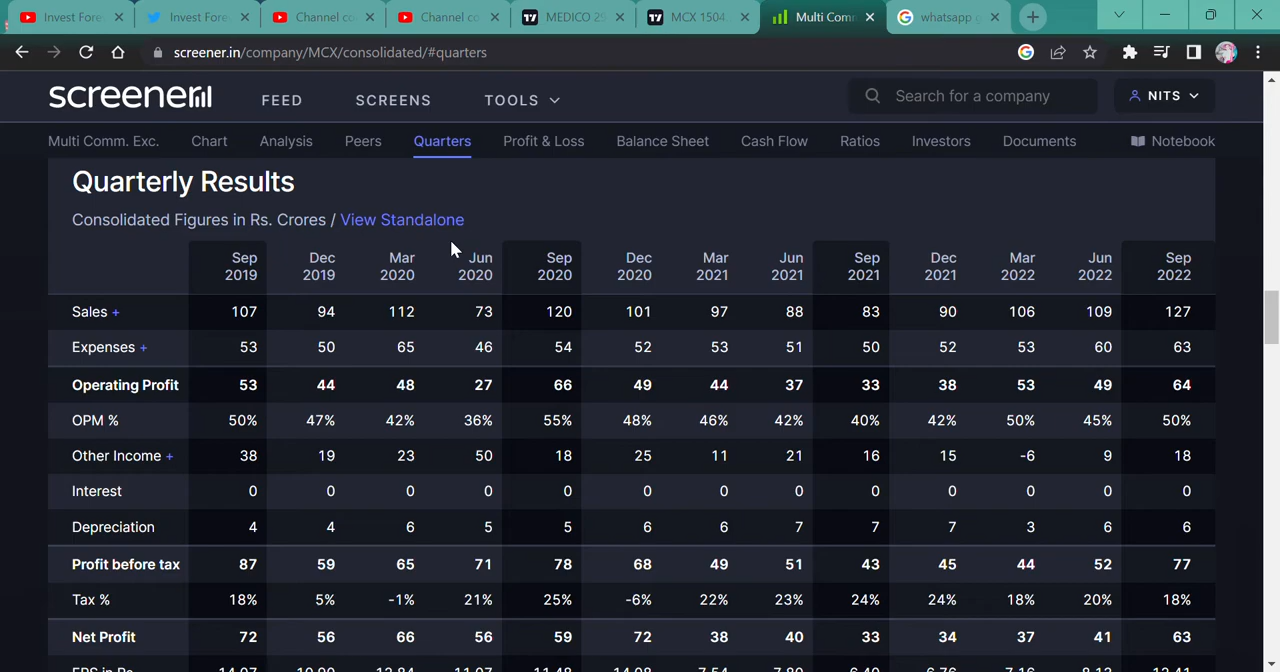 Invest Fore
Invest Fore
Channel co
Channel co
MEDICO 29
MCX 1504.
Multi Comm
whatsapp
screener.in/company/MCX/consolidated/#quarters
screener
FEED
SCREENS
TOOLS
Search for a company
NITS
Multi Comm. Exc. Chart Analysis Peers Quarters Profit & Loss Balance Sheet Cash Flow Ratios Investors Documents Notebook
Quarterly Results
Consolidated Figures in Rs. Crores / View Standalone
Sep Dec Mar Jun Sep Dec Mar Jun Sep Dec Mar Jun Sep
2019 2019 2020 2020 2020 2020 2021 2021 2021 2021 2022 2022 2022
Sales + 107 94 112 73 120 101 97 88 83 90 106 109 127
Expenses + 53 50 65 46 54 52 53 51 50 52 53 60 63
Operating Profit 53 44 48 27 66 49 44 37 33 38 53 49 64
OPM % 50% 47% 42% 36% 55% 48% 46% 42% 40% 42% 50% 45% 50%
Other Income + 38 19 23 50 18 25 11 21 16 15 -6 9 18
Interest 0 0 0 0 0 0 0 0 0 0 0 0 0
Depreciation 4 4 6 5 5 6 6 7 7 7 3 6 6
Profit before tax 87 59 65 71 78 68 49 51 43 45 44 52 77
Tax % 18% 5% -1% 21% 25% -6% 22% 23% 24% 24% 18% 20% 18%
Net Profit 72 56 66 56 59 72 38 40 33 34 37 41 63